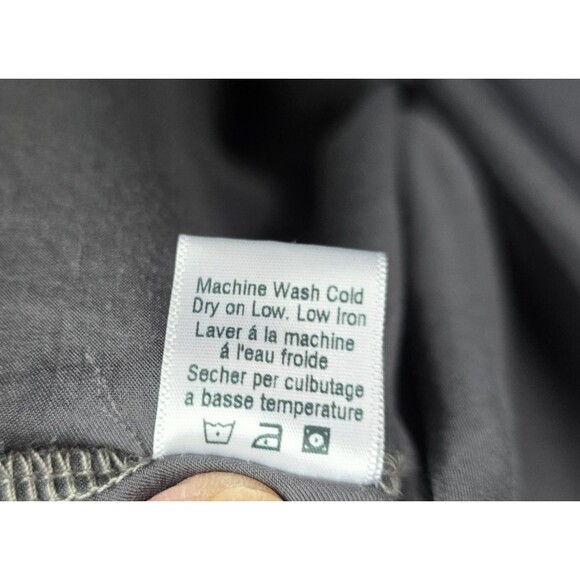 Machine Wash Cold
Dry on Low. Low Iron
Laver á la machine
á l'eau froide
Secher per culbutage
a basse temperature